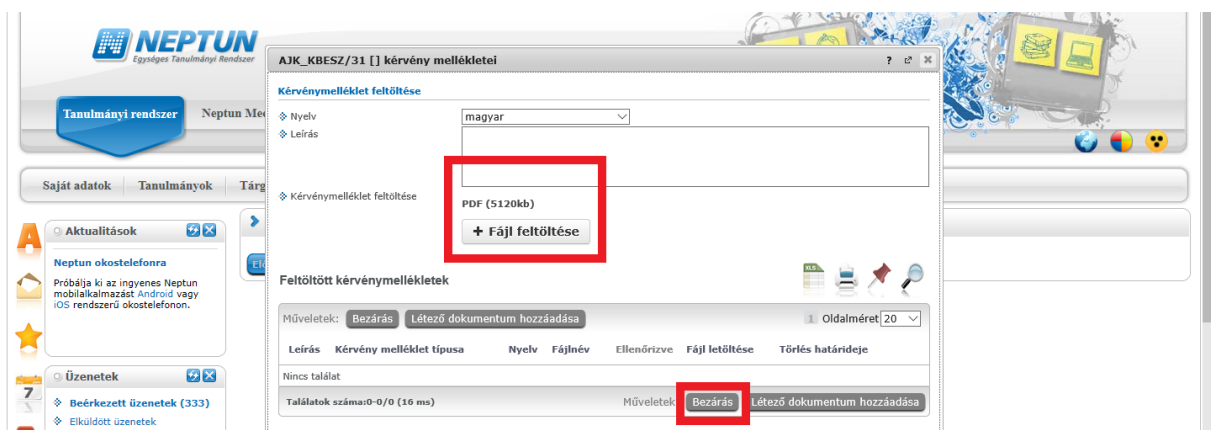 NEPTUN
Egységes Tanulmányi Rendszer
Tanulmányi rendszer
Saját adatok
Tanulmányok
Aktualitások
Neptun okostelefonra
Próbálja ki az ingyenes Neptun
mobilalkalmazást Android vagy
iOS rendszerű okostelefonon.
7
Üzenetek
Beérkezett üzenetek (333)
Elküldött üzenetek
AJK_KBESZ/31 [] kérvény mellékletei ?
Kérvénymelléklet feltöltése
Nyelv magyar
Leírás
Kérvénymelléklet feltöltése
PDF (5120kb)
+ Fájl feltöltése
Feltöltött kérvénymellékletek
XLS
Műveletek: Bezárás Létező dokumentum hozzáadása 1 Oldalméret 20
Leírás Kérvény melléklet típusa Nyelv Fájlnév Ellenőrizve Fájl letöltése Törlés határideje
Nincs találat
Találatok száma:0-0/0 (16 ms) Műveletek Bezárás Létező dokumentum hozzáadása